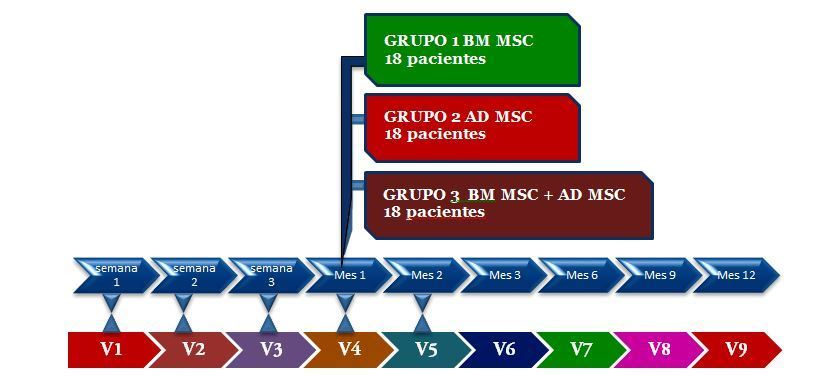 GRUPO 1 BM MSC
18 pacientes
GRUPO 2 AD MSC
18 pacientes
GRUPO 3 BM MSC + AD MSC
18 pacientes
semana
1
semana
2
semana
3
Mes 1
Mes 2
Mes 3
Mes 6
Mes 9
Mes 12
V1
V2
V3
V4
V5
V6
V7
V8
V9